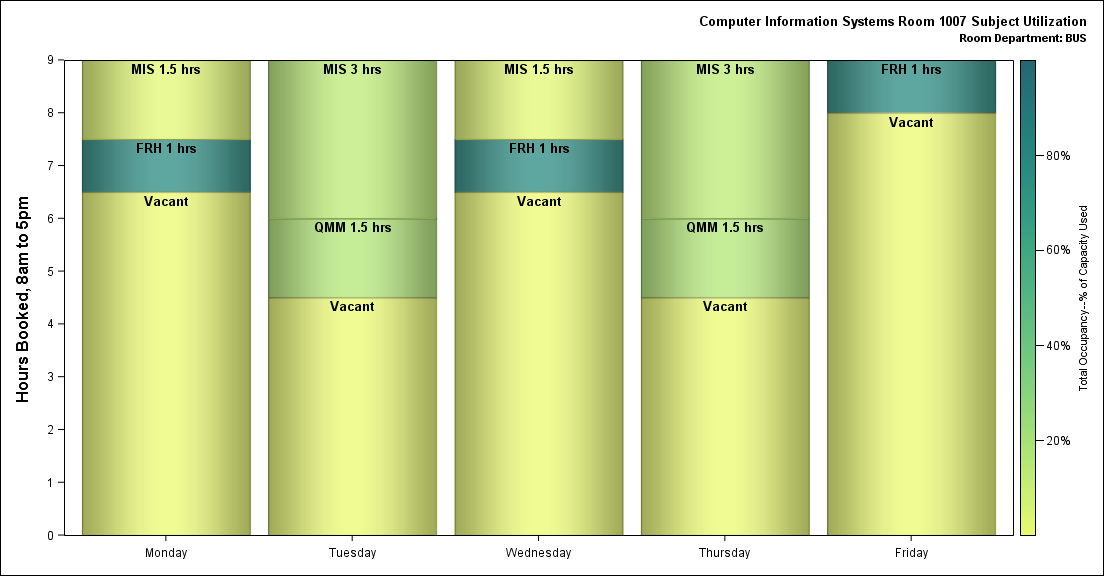 Computer Information Systems Room 1007 Subject Utilization
Room Department: BUS
Hours Booked, 8am to 5pm
9
8
7
6
5
4
3
2
1
0
MIS 1.5 hrs
FRH 1 hrs
Vacant
MIS 3 hrs
QMM 1.5 hrs
Vacant
MIS 1.5 hrs
FRH 1 hrs
Vacant
MIS 3 hrs
QMM 1.5 hrs
Vacant
FRH 1 hrs
Vacant
Monday
Tuesday
Wednesday
Thursday
Friday
80%
60%
40%
20%
Total Occupancy--% of Capacity Used